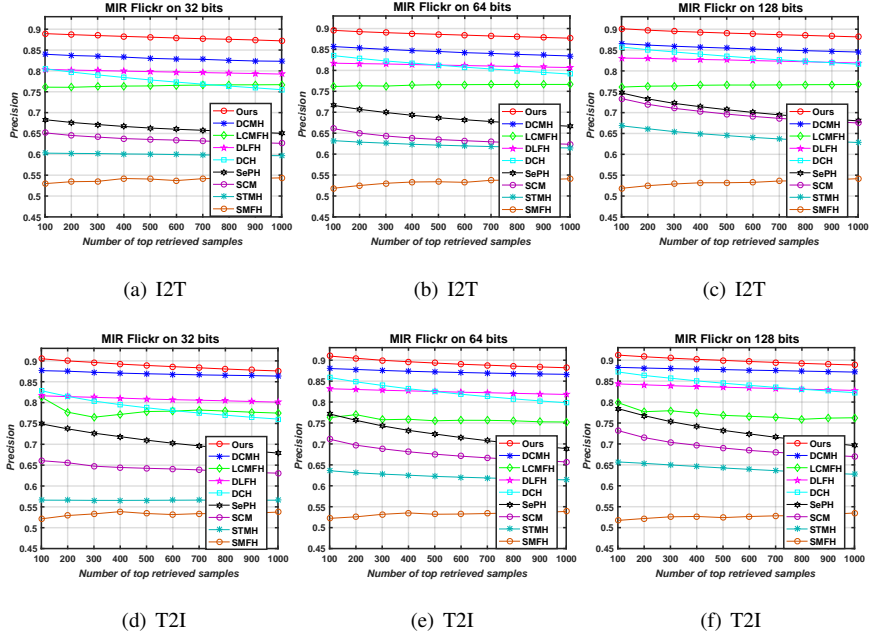 MIR Flickr on 32 bits
Precision
0.9
0.85
0.8
0.75
0.7
0.65
0.6
0.55
0.5
0.45
100 200 300 400 500 600 700 800 900 1000
Number of top retrieved samples
Ours
DCMH
LCMFH
DLFH
DCH
SePH
SCM
STMH
SMFH
(a) I2T
MIR Flickr on 64 bits
Precision
0.9
0.85
0.8
0.75
0.7
0.65
0.6
0.55
0.5
0.45
100 200 300 400 500 600 700 800 900 1000
Number of top retrieved samples
Ours
DCMH
LCMFH
DLFH
DCH
SePH
SCM
STMH
SMFH
(b) I2T
MIR Flickr on 128 bits
Precision
0.9
0.85
0.8
0.75
0.7
0.65
0.6
0.55
0.5
0.45
100 200 300 400 500 600 700 800 900 1000
Number of top retrieved samples
Ours
DCMH
LCMFH
DLFH
DCH
SePH
SCM
STMH
SMFH
(c) I2T
MIR Flickr on 32 bits
Precision
0.9
0.85
0.8
0.75
0.7
0.65
0.6
0.55
0.5
0.45
100 200 300 400 500 600 700 800 900 1000
Number of top retrieved samples
Ours
DCMH
LCMFH
DLFH
DCH
SePH
SCM
STMH
SMFH
(d) T2I
MIR Flickr on 64 bits
Precision
0.9
0.85
0.8
0.75
0.7
0.65
0.6
0.55
0.5
0.45
100 200 300 400 500 600 700 800 900 1000
Number of top retrieved samples
Ours
DCMH
LCMFH
DLFH
DCH
SePH
SCM
STMH
SMFH
(e) T2I
MIR Flickr on 128 bits
Precision
0.9
0.85
0.8
0.75
0.7
0.65
0.6
0.55
0.5
0.45
100 200 300 400 500 600 700 800 900 1000
Number of top retrieved samples
Ours
DCMH
LCMFH
DLFH
DCH
SePH
SCM
STMH
SMFH
(f) T2I